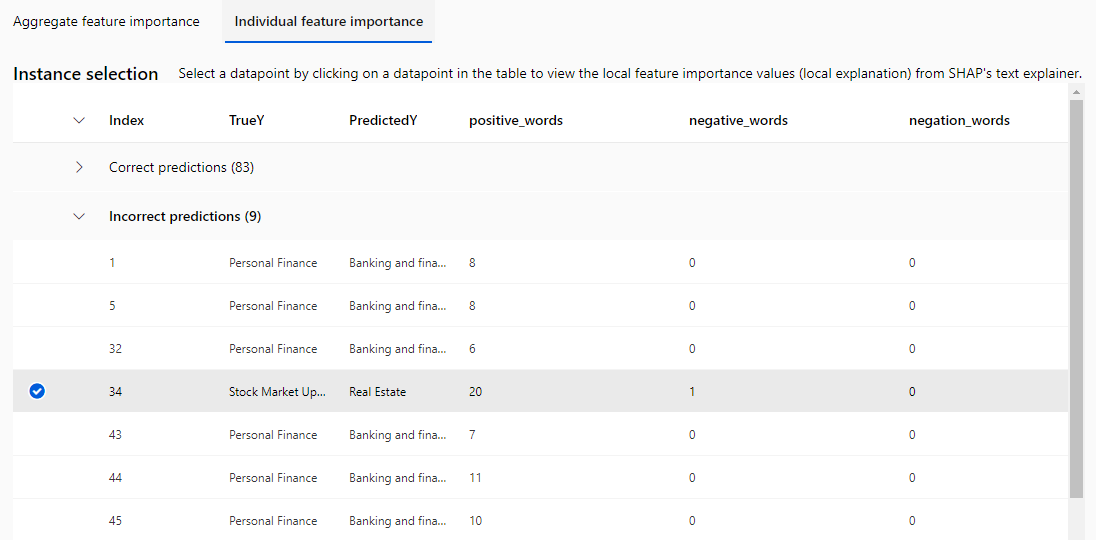 Aggregate feature importance Individual feature importance
Instance selection Select a datapoint by clicking on a datapoint in the table to view the local feature importance values (local explanation) from SHAP's text explainer.
Index TrueY PredictedY positive_words negative_words negation_words
Correct predictions (83)
Incorrect predictions (9)
1 Personal Finance Banking and fina... 8 0 0
5 Personal Finance Banking and fina... 8 0 0
32 Personal Finance Banking and fina... 6 0 0
34 Stock Market Up... Real Estate 20 1 0
43 Personal Finance Banking and fina... 7 0 0
44 Personal Finance Banking and fina... 11 0 0
45 Personal Finance Banking and fina... 10 0 0